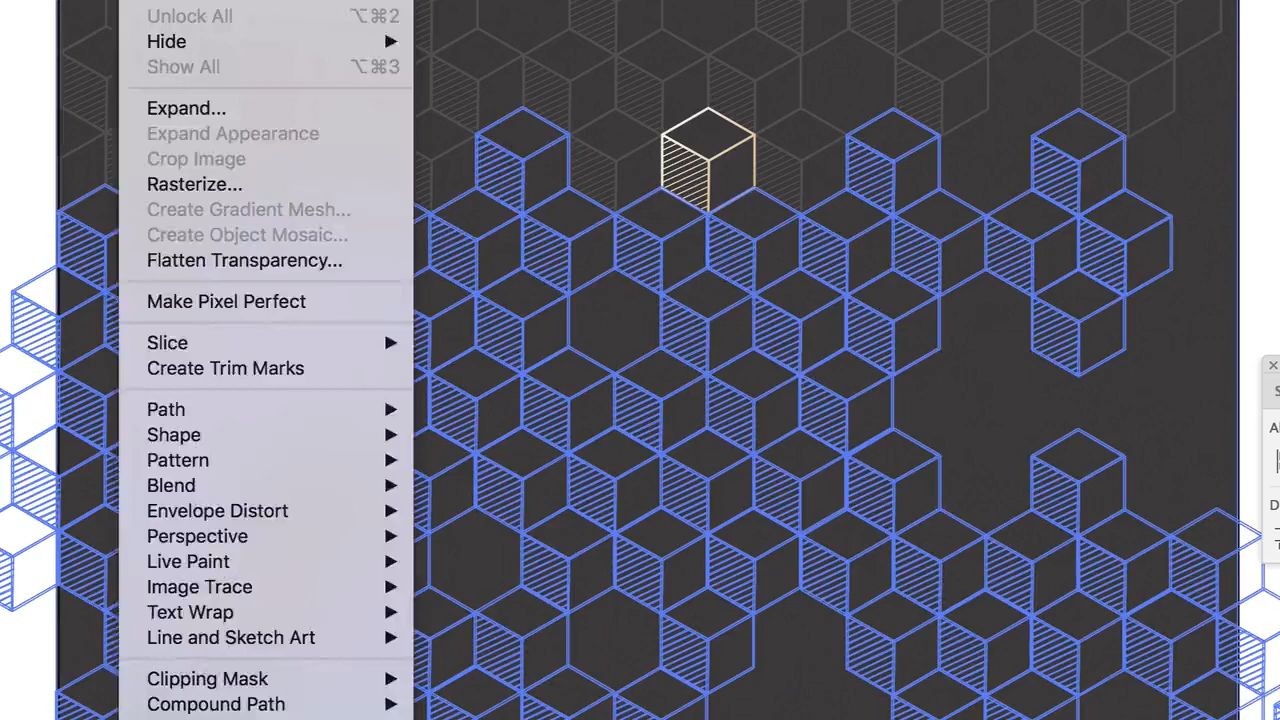 Unlock All ⌥⌘2
Hide ▶
Show All ⌥⌘3
Expand...
Expand Appearance
Crop Image
Rasterize...
Create Gradient Mesh...
Create Object Mosaic...
Flatten Transparency...
Make Pixel Perfect
Slice ▶
Create Trim Marks
Path ▶
Shape ▶
Pattern ▶
Blend ▶
Envelope Distort ▶
Perspective ▶
Live Paint ▶
Image Trace ▶
Text Wrap ▶
Line and Sketch Art ▶
Clipping Mask ▶
Compound Path ▶